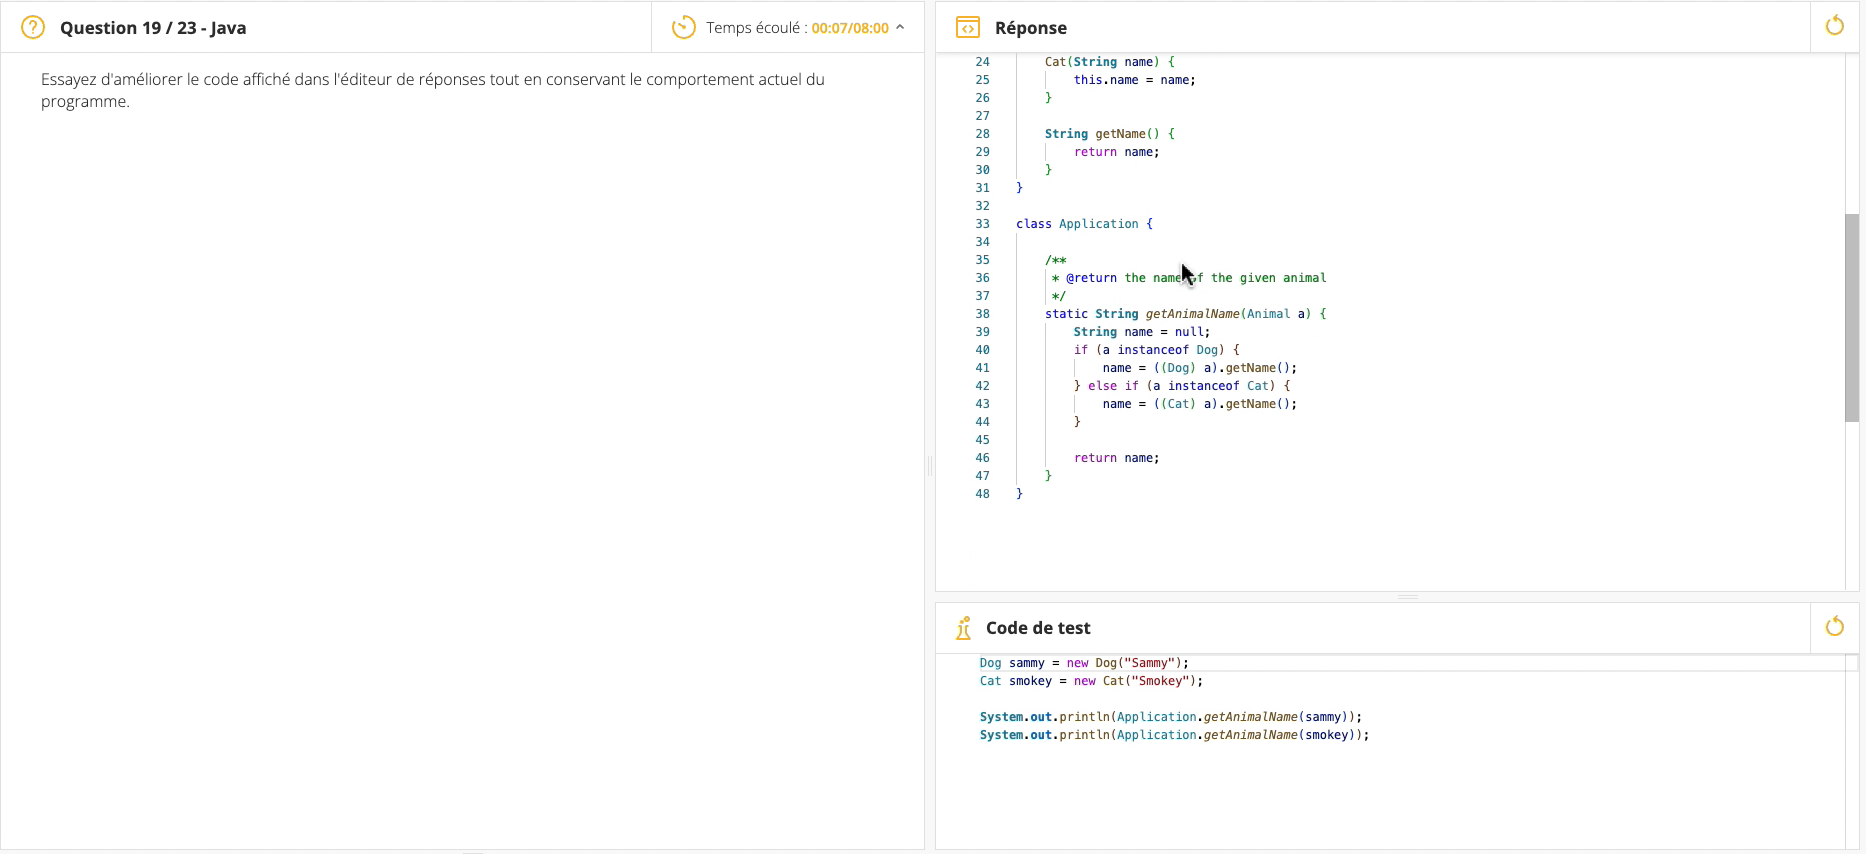 Question 19 / 23 - Java
Temps écoulé : 00:07/08:00
Essayez d'améliorer le code affiché dans l'éditeur de réponses tout en conservant le comportement actuel du
programme.
Réponse
24 Cat(String name) {
25 this.name = name;
26 }
27
28 String getName() {
29 return name;
30 }
31 }
32
33 class Application {
34
35 /**
36 * @return the name of the given animal
37 */
38 static String getAnimalName(Animal a) {
39 String name = null;
40 if (a instanceof Dog) {
41 name = ((Dog) a).getName();
42 } else if (a instanceof Cat) {
43 name = ((Cat) a).getName();
44 }
45
46 return name;
47 }
48 }
Code de test
Dog sammy = new Dog("Sammy");
Cat smokey = new Cat("Smokey");
System.out.println(Application.getAnimalName(sammy));
System.out.println(Application.getAnimalName(smokey));